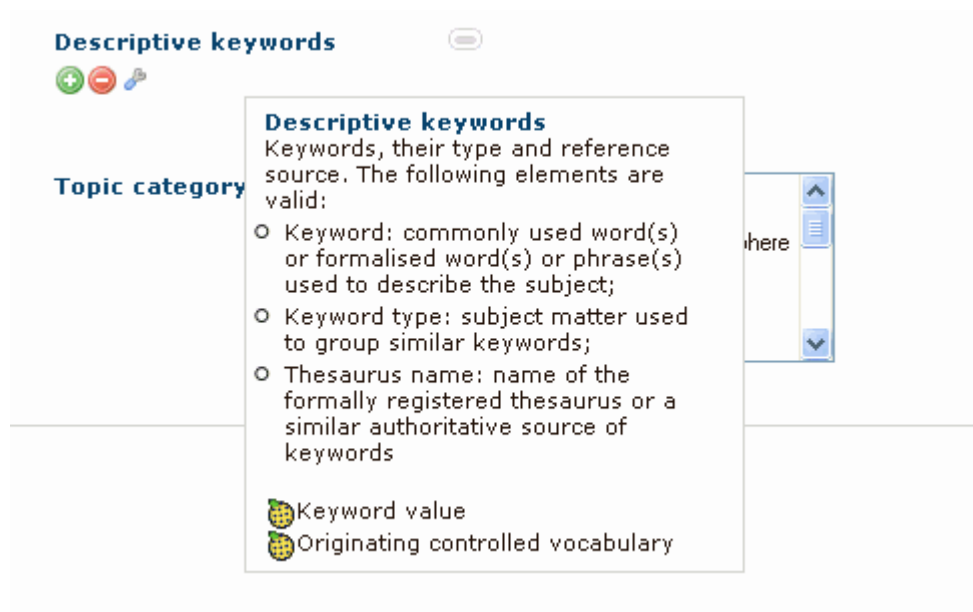 Descriptive keywords
Descriptive keywords
Keywords, their type and reference
source. The following elements are
valid:
Topic category
Keyword: commonly used word(s)
or formalised word(s) or phrase(s)
used to describe the subject;
Keyword type: subject matter used
to group similar keywords;
Thesaurus name: name of the
formally registered thesaurus or a
similar authoritative source of
keywords
Keyword value
Originating controlled vocabulary